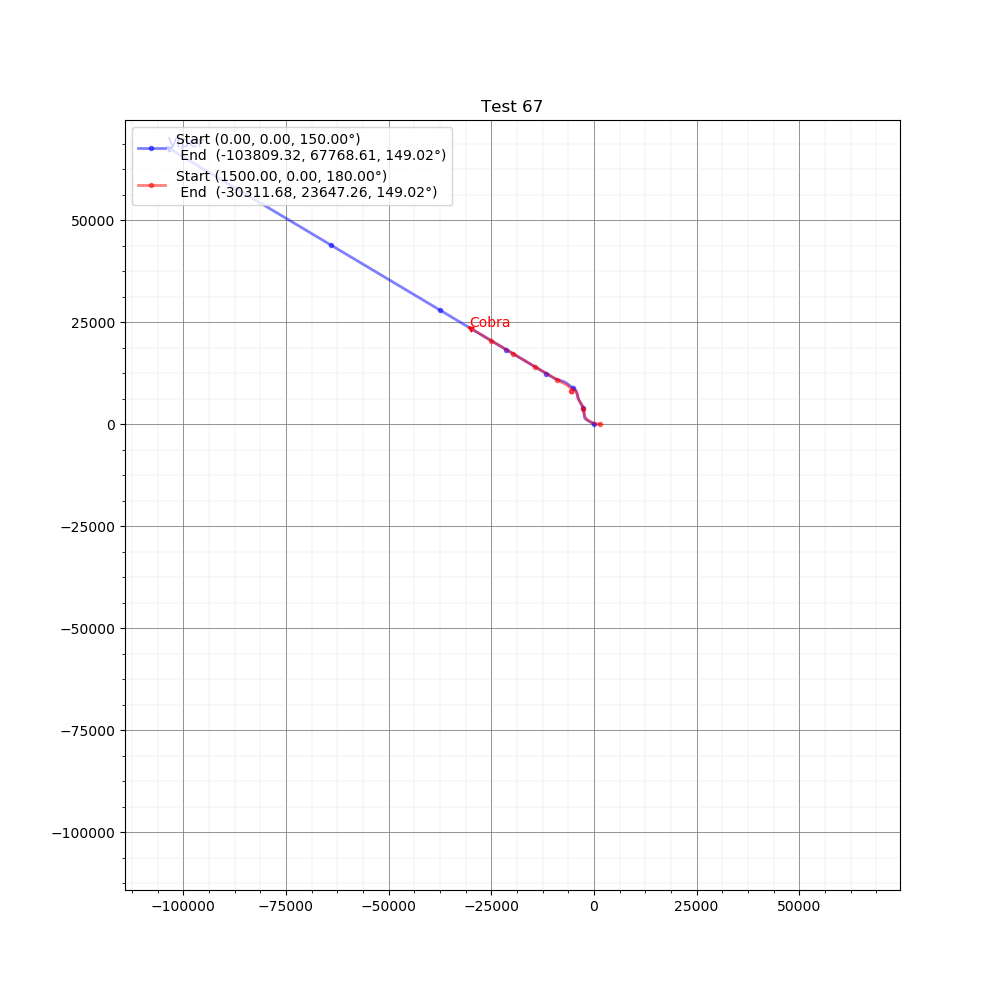 Test 67
Start (0.00, 0.00, 150.00°)
End (-103809.32, 67768.61, 149.02°)
Start (1500.00, 0.00, 180.00°)
End (-30311.68, 23647.26, 149.02°)
Cobra
50000
25000
0
−25000
−50000
−75000
−100000
−100000 −75000 −50000 −25000 0 25000 50000